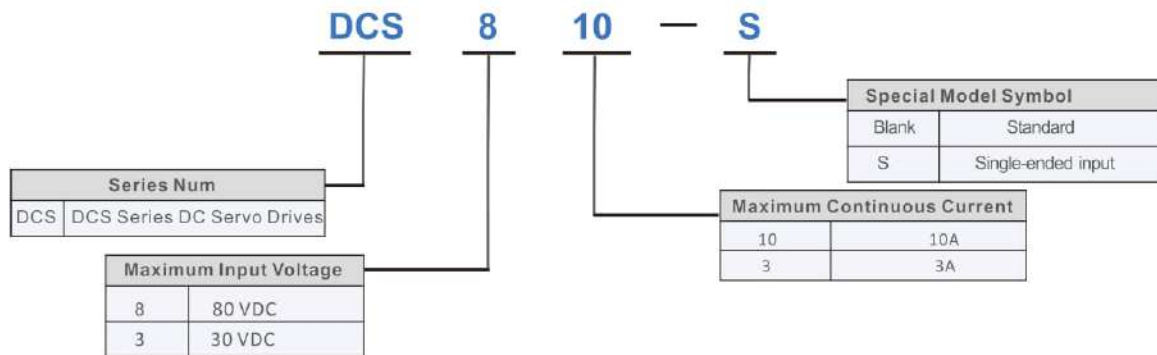 DCS 8 10 — S
Special Model Symbol
Blank Standard
S Single-ended input
Series Num
DCS DCS Series DC Servo Drives
Maximum Continuous Current
10 10A
3 3A
Maximum Input Voltage
8 80 VDC
3 30 VDC